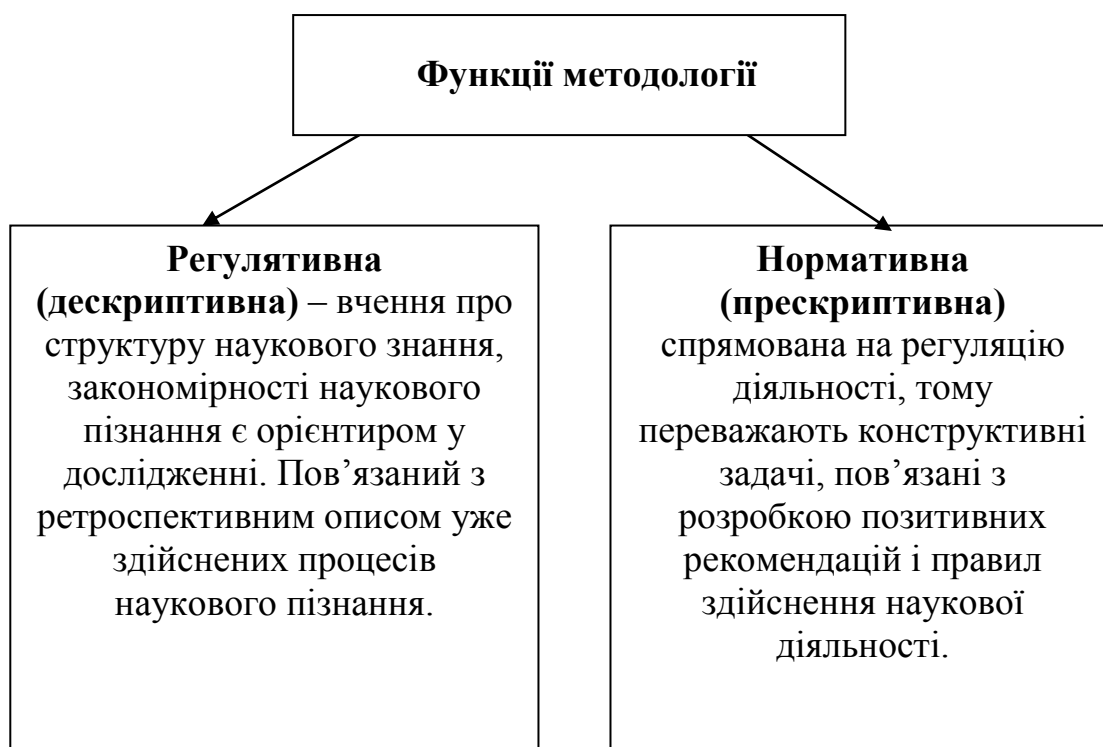 Функції методології
Регулятивна
(дескриптивна) – вчення про
структуру наукового знання,
закономірності наукового
пізнання є орієнтиром у
дослідженні. Пов’язаний з
ретроспективним описом уже
здійснених процесів
наукового пізнання.
Нормативна
(прескриптивна)
спрямована на регуляцію
діяльності, тому
переважають конструктивні
задачі, пов’язані з
розробкою позитивних
рекомендацій і правил
здійснення наукової
діяльності.